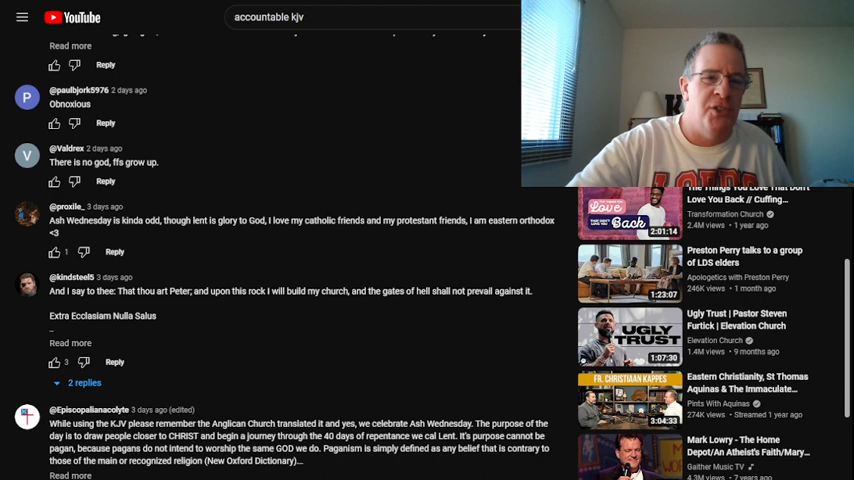 YouTube
accountable kjv
Read more
Reply
@paulbjork5976 2 days ago
P
Obnoxious
Reply
@Valdrex 2 days ago
V
There is no god, ffs grow up.
Reply
@proxile_ 3 days ago
Ash Wednesday is kinda odd, though lent is glory to God, I love my catholic friends and my protestant friends, I am eastern orthodox
<3
1 Reply
@kindsteel5 3 days ago
And I say to thee: That thou art Peter; and upon this rock I will build my church, and the gates of hell shall not prevail against it.
Extra Ecclasiam Nulla Salus
_
Read more
3 Reply
2 replies
@Episcopalianacolyte 3 days ago (edited)
While using the KJV please remember the Anglican Church translated it and yes, we celebrate Ash Wednesday. The purpose of the
day is to draw people closer to CHRIST and begin a journey through the 40 days of repentance we cal Lent. It's purpose cannot be
pagan, because pagans do not intend to worship the same GOD we do. Paganism is simply defined as any belief that is contrary to
those of the main or recognized religion (New Oxford Dictionary)...
Read more
The Things You Love That Don't
Love You Back // Cuffing...
Transformation Church
2.4M views • 1 year ago
Love
Back
2:01:14
Preston Perry talks to a group
of LDS elders
Apologetics with Preston Perry
246K views • 1 month ago
1:23:07
Ugly Trust | Pastor Steven
Furtick | Elevation Church
Elevation Church
1.4M views • 9 months ago
UGLY
TRUST
1:07:30
Eastern Christianity, St Thomas
Aquinas & The Immaculate...
Pints With Aquinas
274K views • Streamed 1 year ago
FR. CHRISTIAAN KAPPES
3:04:33
Mark Lowry - The Home
Depot/An Atheist's Faith/Mary...
Gaither Music TV
4.3M views • 7 years ago